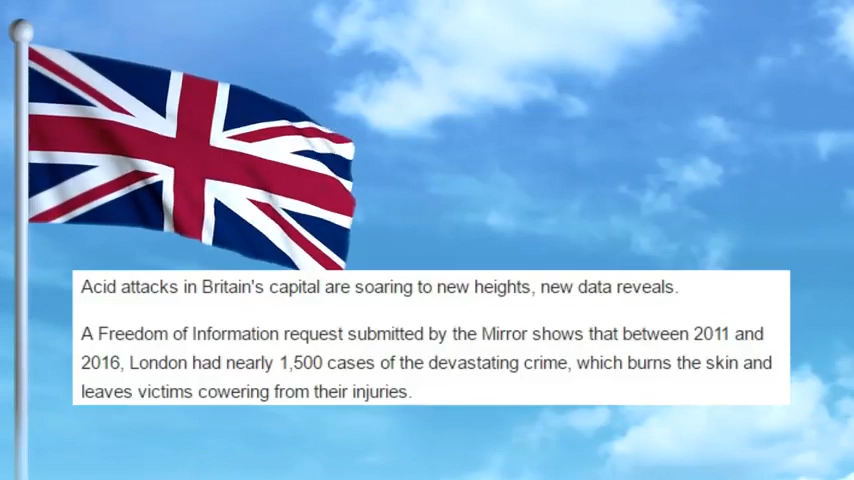 Acid attacks in Britain's capital are soaring to new heights, new data reveals.
A Freedom of Information request submitted by the Mirror shows that between 2011 and
2016, London had nearly 1,500 cases of the devastating crime, which burns the skin and
leaves victims cowering from their injuries.